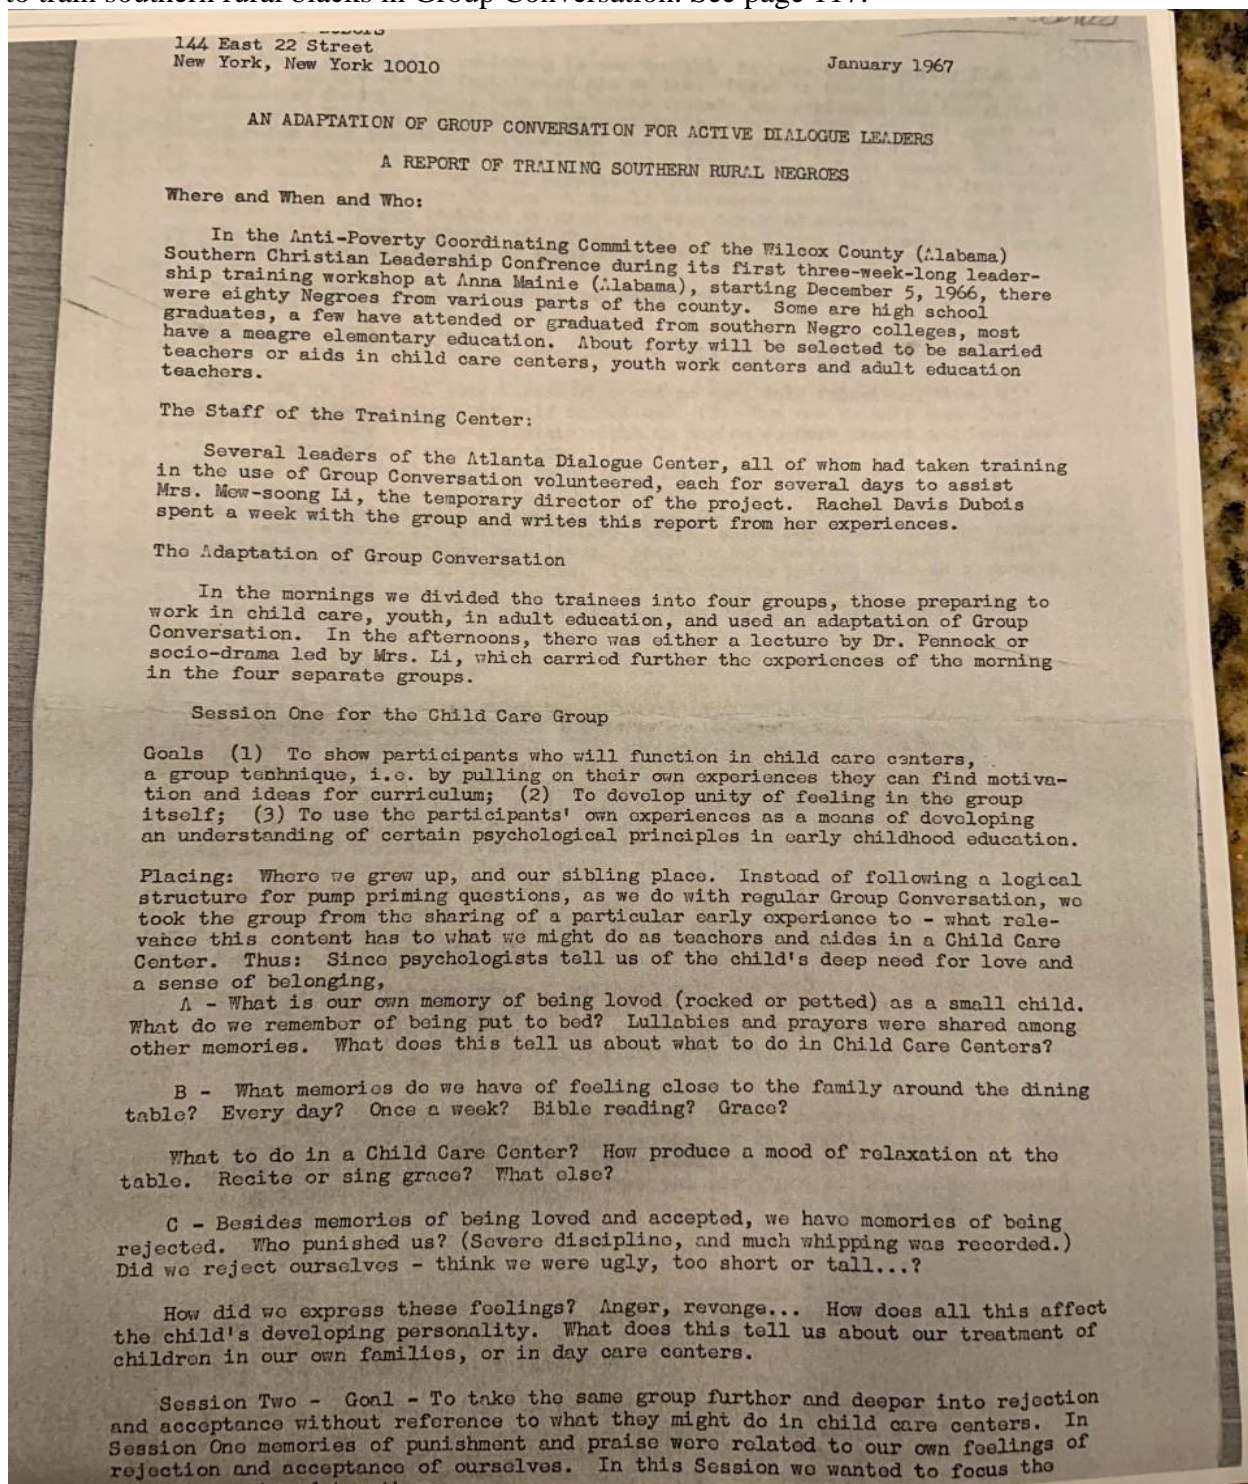 to train southern rural blacks in Group Conversation. See page 117.
144 East 22 Street
New York, New York 10010 January 1967
AN ADAPTATION OF GROUP CONVERSATION FOR ACTIVE DIALOGUE LEADERS
A REPORT OF TRAINING SOUTHERN RURAL NEGROES
Where and When and Who:
In the Anti-Poverty Coordinating Committee of the Wilcox County (Alabama)
Southern Christian Leadership Confrence during its first three-week-long leader-
ship training workshop at Anna Mainie (Alabama), starting December 5, 1966, there
were eighty Negroes from various parts of the county. Some are high school
graduates, a few have attended or graduated from southern Negro colleges, most
have a meagre elementary education. About forty will be selected to be salaried
teachers or aids in child care centers, youth work centers and adult education
teachers.
The Staff of the Training Center:
Several leaders of the Atlanta Dialogue Center, all of whom had taken training
in the use of Group Conversation volunteered, each for several days to assist
Mrs. Mew-soong Li, the temporary director of the project. Rachel Davis Dubois
spent a week with the group and writes this report from her experiences.
The Adaptation of Group Conversation
In the mornings we divided the trainees into four groups, those preparing to
work in child care, youth, in adult education, and used an adaptation of Group
Conversation. In the afternoons, there was either a lecture by Dr. Pennock or
socio-drama led by Mrs. Li, which carried further the experiences of the morning
in the four separate groups.
Session One for the Child Care Group
Goals (1) To show participants who will function in child care centers,
a group tenhnique, i.e. by pulling on their own experiences they can find motiva-
tion and ideas for curriculum; (2) To develop unity of feeling in the group
itself; (3) To use the participants' own experiences as a means of developing
an understanding of certain psychological principles in early childhood education.
Placing: Where we grew up, and our sibling place. Instead of following a logical
structure for pump priming questions, as we do with regular Group Conversation, we
took the group from the sharing of a particular early experience to - what rele-
vance this content has to what we might do as teachers and aides in a Child Care
Center. Thus: Since psychologists tell us of the child's deep need for love and
a sense of belonging,
A - What is our own memory of being loved (rocked or petted) as a small child.
What do we remember of being put to bed? Lullabies and prayers were shared among
other memories. What does this tell us about what to do in Child Care Centers?
B - What memories do we have of feeling close to the family around the dining
table? Every day? Once a week? Bible reading? Grace?
What to do in a Child Care Center? How produce a mood of relaxation at the
table. Recite or sing grace? What else?
C - Besides memories of being loved and accepted, we have memories of being
rejected. Who punished us? (Severe discipline, and much whipping was recorded.)
Did we reject ourselves - think we were ugly, too short or tall...?
How did we express these feelings? Anger, revenge... How does all this affect
the child's developing personality. What does this tell us about our treatment of
children in our own families, or in day care centers.
Session Two - Goal - To take the same group further and deeper into rejection
and acceptance without reference to what they might do in child care centers. In
Session One memories of punishment and praise were related to our own feelings of
rejection and acceptance of ourselves. In this Session we wanted to focus the